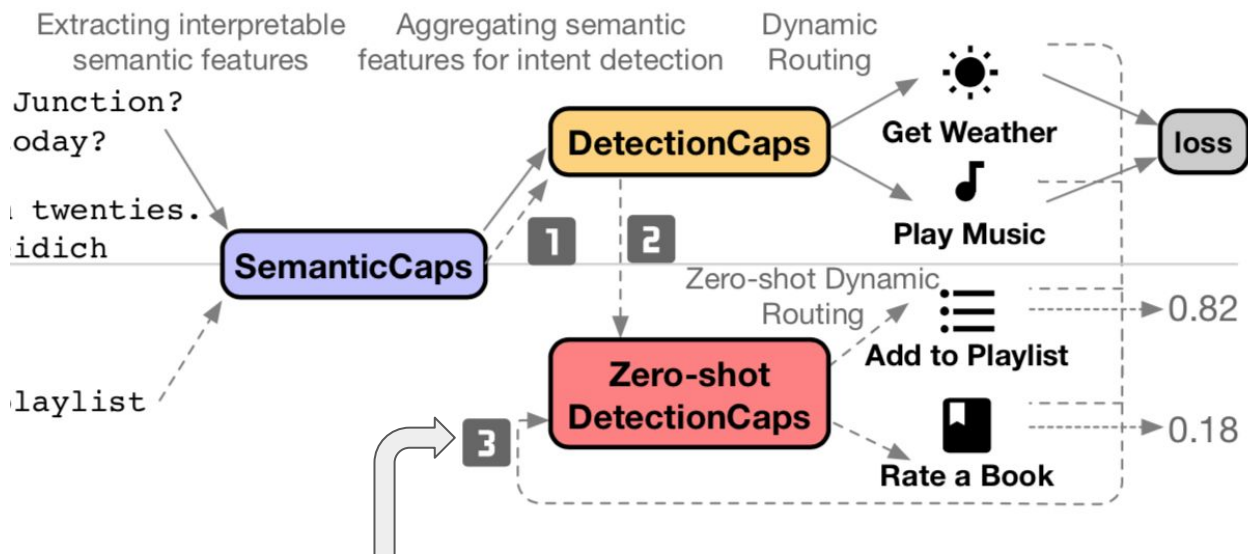 Extracting interpretable
semantic features
Aggregating semantic
features for intent detection
Dynamic
Routing
Junction?
oday?
twenties.
idich
laylist
SemanticCaps
DetectionCaps
1
2
Get Weather
Play Music
loss
Zero-shot Dynamic
Routing
Zero-shot
DetectionCaps
3
Add to Playlist
0.82
Rate a Book
0.18